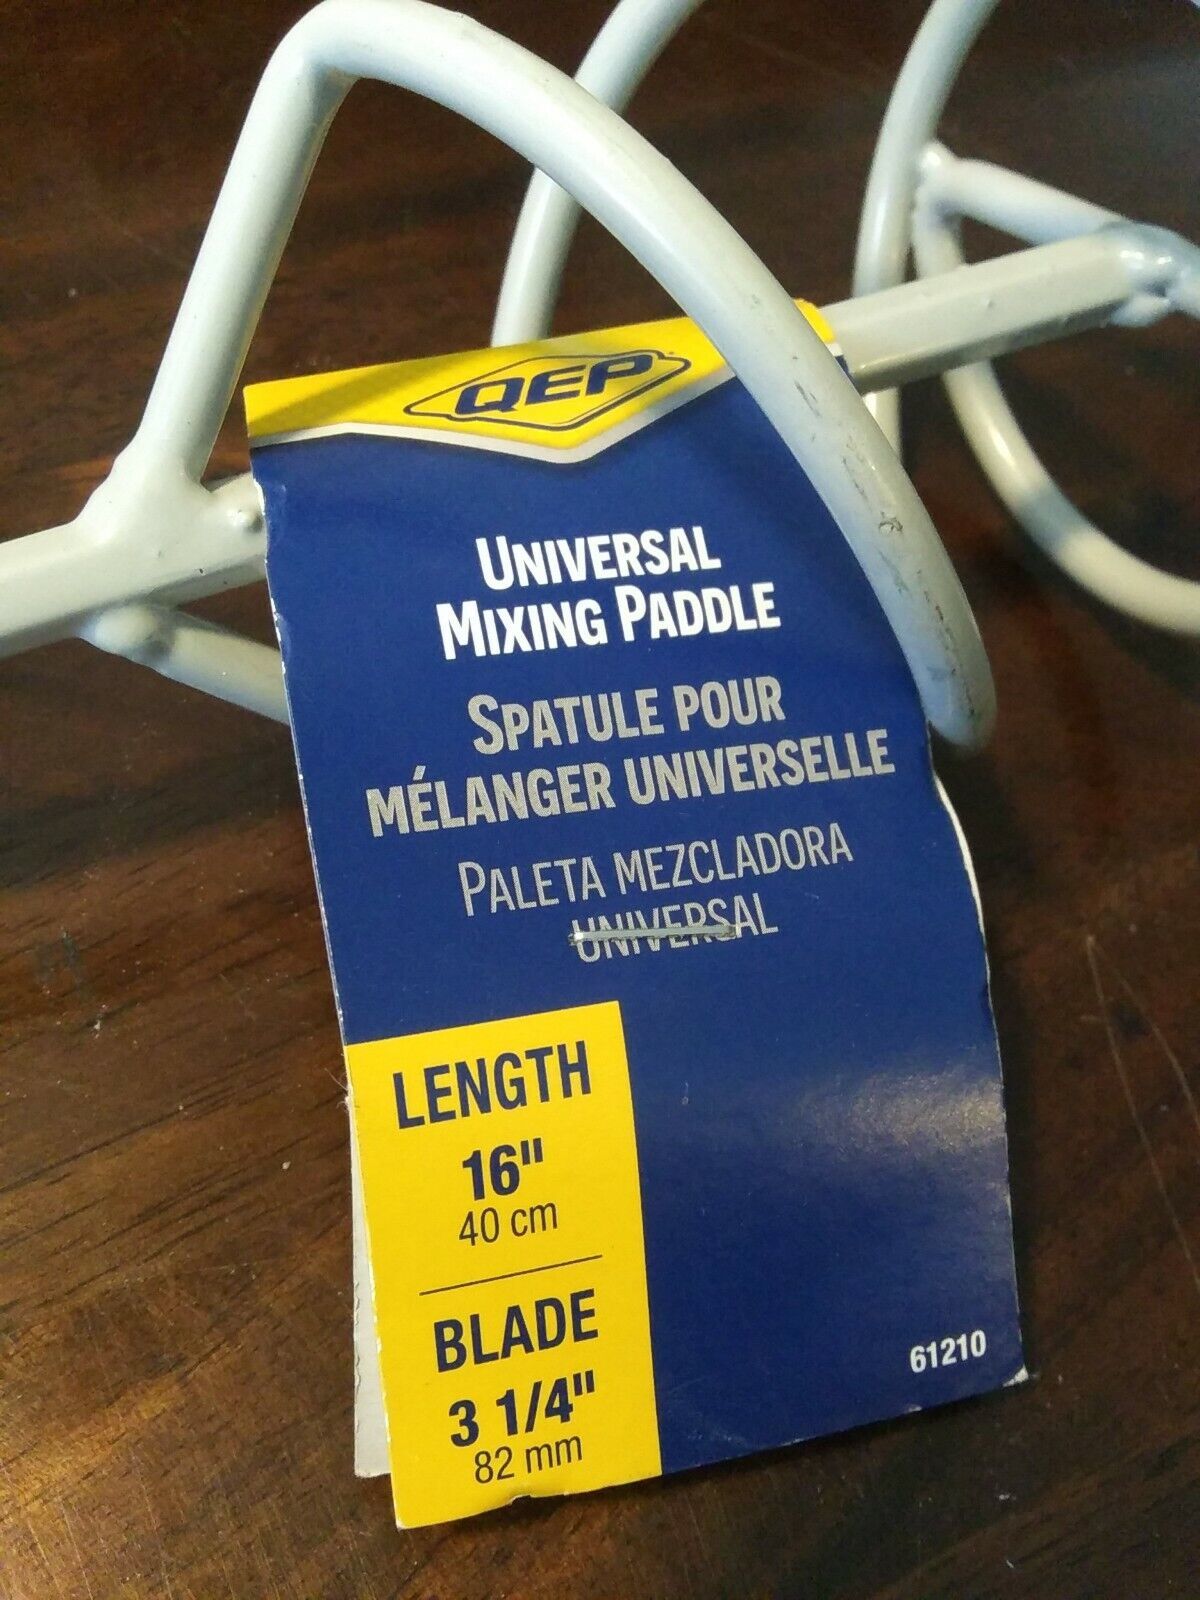 QEP
UNIVERSAL
MIXING PADDLE
SPATULE POUR
MÉLANGER UNIVERSELLE
PALETA MEZCLADORA
UNIVERSAL
LENGTH
16"
40 cm
BLADE
3 1/4"
82 mm
61210